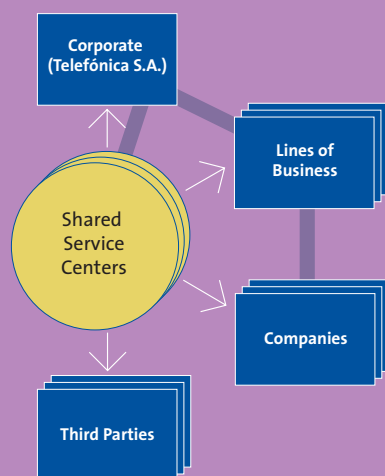 Corporate
(Telefónica S.A.)
Lines of
Business
Shared
Service
Centers
Companies
Third Parties